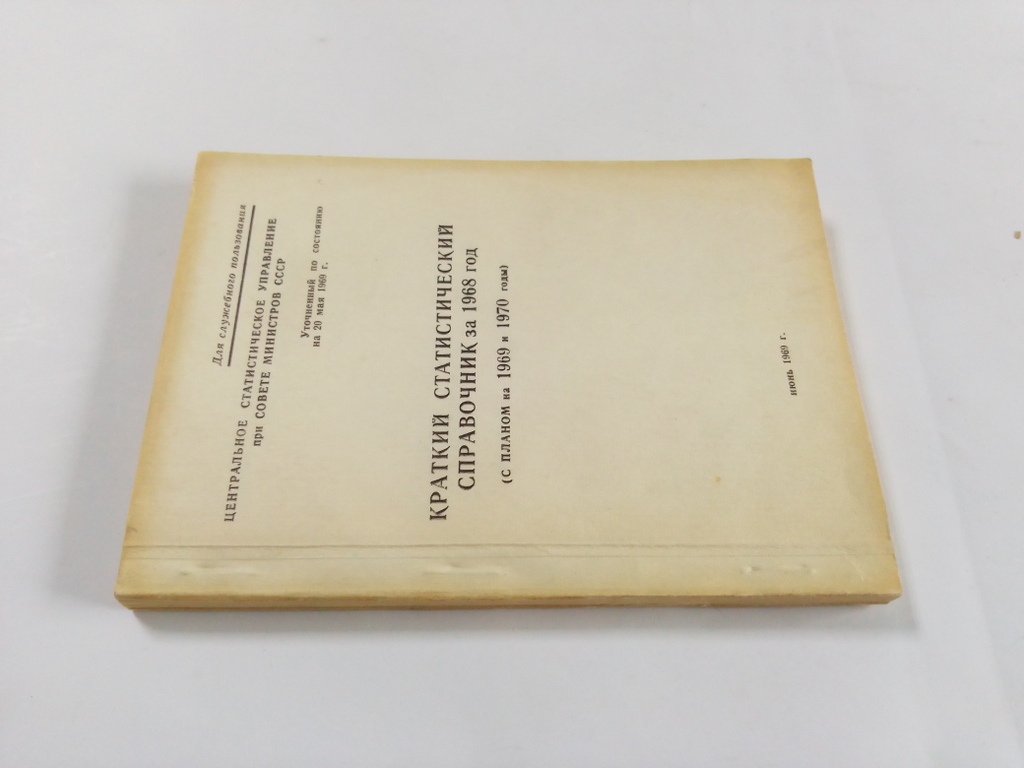 Для служебного пользования
ЦЕНТРАЛЬНОЕ СТАТИСТИЧЕСКОЕ УПРАВЛЕНИЕ
при СОВЕТЕ МИНИСТРОВ СССР
Уточненный по состоянию
на 20 мая 1969 г.
КРАТКИЙ СТАТИСТИЧЕСКИЙ
СПРАВОЧНИК за 1968 год
(С ПЛАНОМ на 1969 и 1970 годы)
июнь 1969 г.